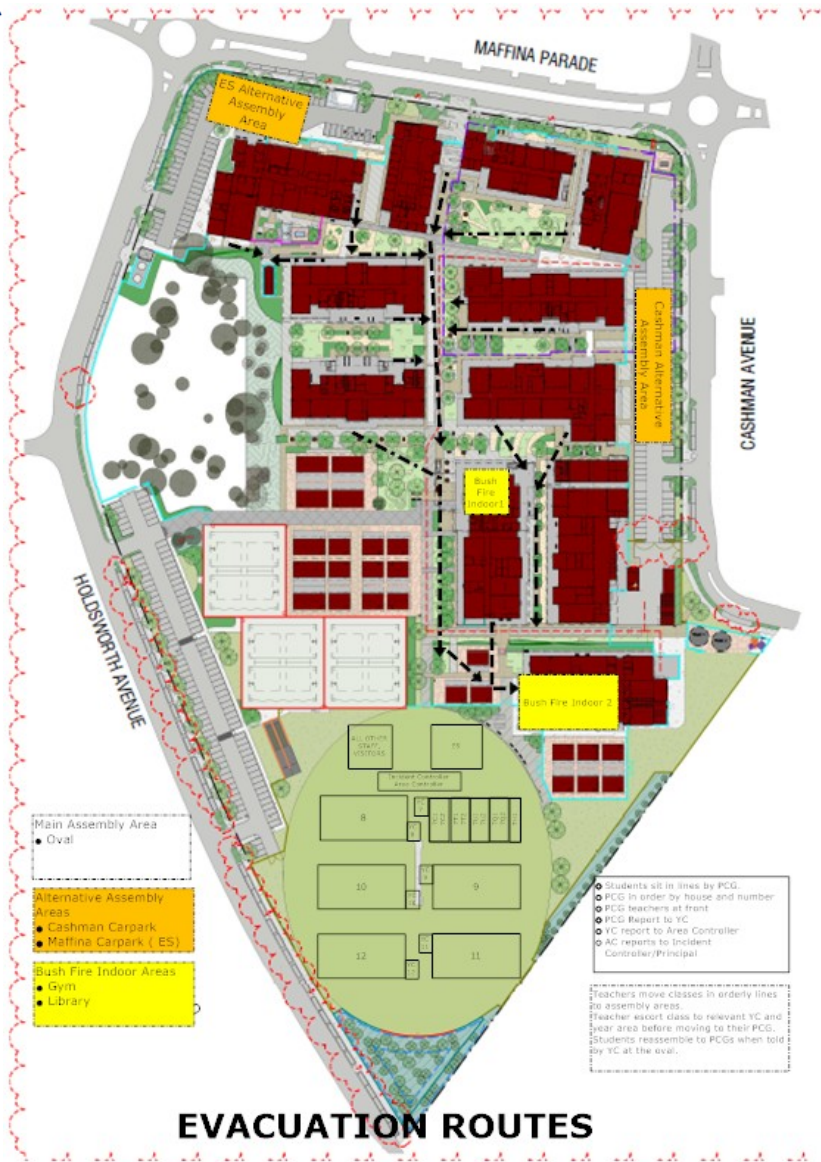 MAFFINA PARADE
ES Alternative
Assembly
Area
Cashman Alternative
Assembly Area
CASHMAN AVENUE
Bush
Fire
Indoor1
HOLDSWORTH AVENUE
Bush Fire Indoor 2
ALL OTHER
STAFF,
VISITORS
Incident Controller
Area Controller
8
10
9
12
11
Main Assembly Area
● Oval
Alternative Assembly
Areas
● Cashman Carpark
● Maffina Carpark ( ES)
Bush Fire Indoor Areas
● Gym
● Library
Students sit in lines by PCG.
PCG in order by house and number
PCG teachers at front
PCG Report to YC
YC report to Area Controller
AC reports to Incident
Controller/Principal
Teachers move classes in orderly lines
to assembly areas.
Teacher escort class to relevant YC and
year area before moving to their PCG.
Students reassemble to PCGs when told
by YC at the oval.
EVACUATION ROUTES